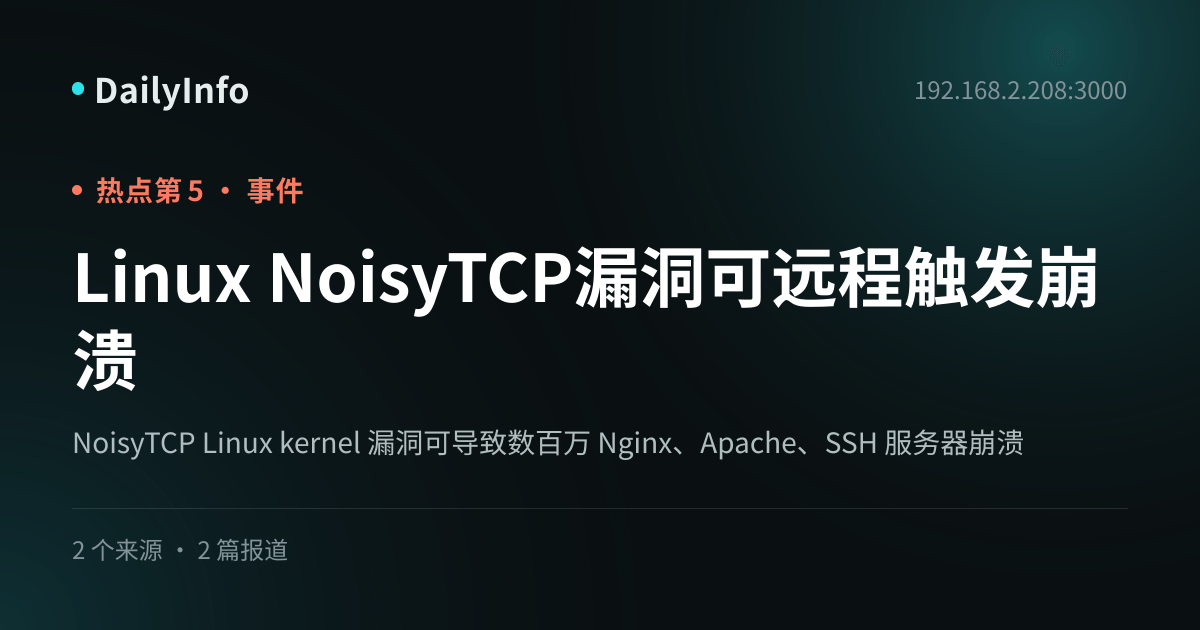 DailyInfo
192.168.2.208:3000
热点第 5 · 事件
Linux NoisyTCP漏洞可远程触发崩
溃
NoisyTCP Linux kernel 漏洞可导致数百万 Nginx、Apache、SSH 服务器崩溃
2 个来源 · 2 篇报道